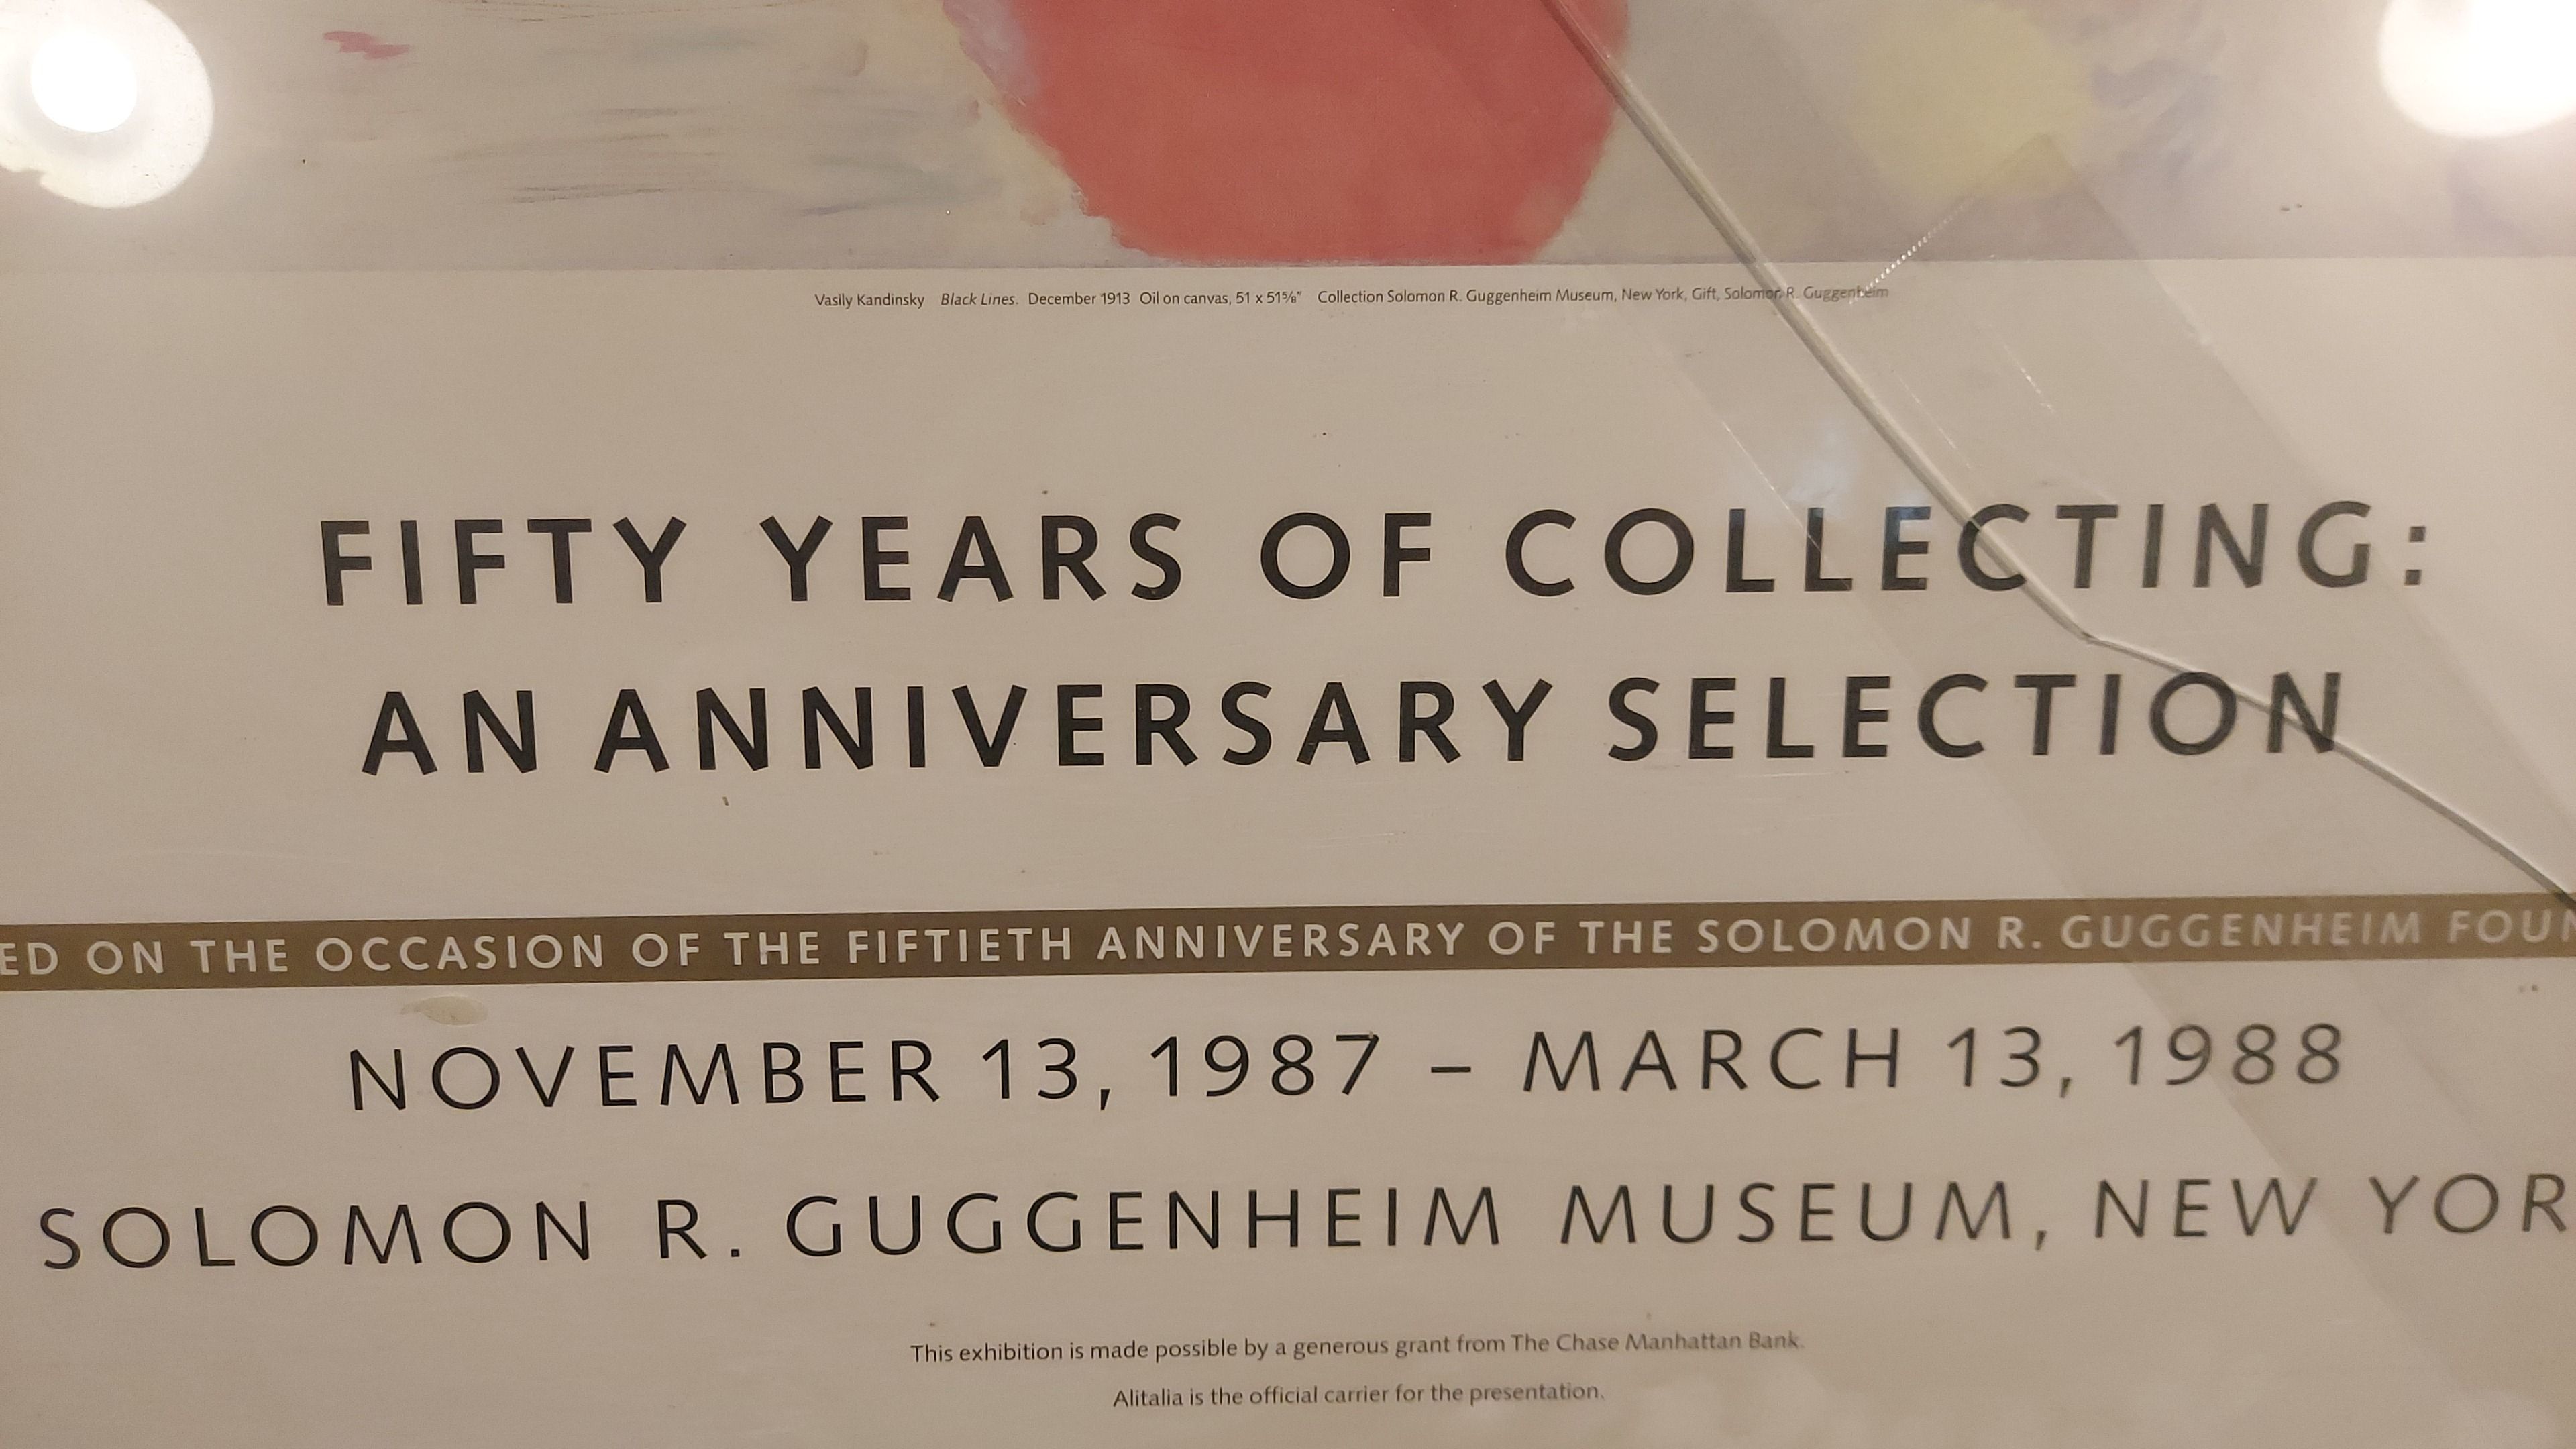 Vasily Kandinsky Black Lines. December 1913 Oil on canvas, 51 x 51⅝" Collection Solomon R. Guggenheim Museum, New York, Gift, Solomon R. Guggenheim
FIFTY YEARS OF COLLECTING:
AN ANNIVERSARY SELECTION
ED ON THE OCCASION OF THE FIFTIETH ANNIVERSARY OF THE SOLOMON R. GUGGENHEIM FOUN
NOVEMBER 13, 1987 – MARCH 13, 1988
SOLOMON R. GUGGENHEIM MUSEUM, NEW YOR
This exhibition is made possible by a generous grant from The Chase Manhattan Bank.
Alitalia is the official carrier for the presentation.